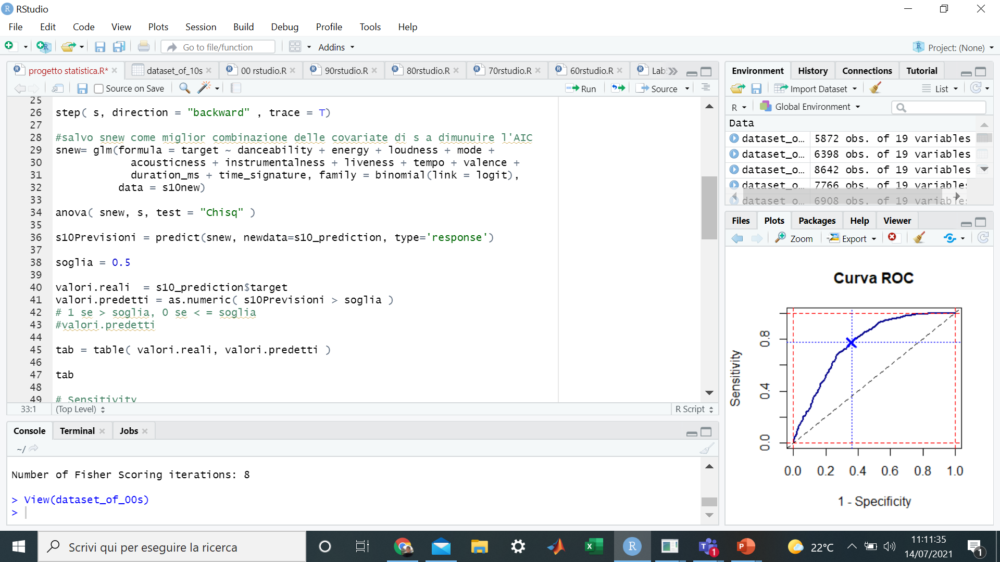 RStudio
File Edit Code View Plots Session Build Debug Profile Tools Help
Go to file/function Addins Project: (None)
progetto statistica.R* dataset_of_10s 00 rstudio.R 90rstudio.R 80rstudio.R 70rstudio.R 60rstudio.R Lab
Source on Save Run Source
25
26 step( s, direction = "backward" , trace = T)
27
28 #salvo snew come miglior combinazione delle covariate di s a dimunuire l'AIC
29 snew= glm(formula = target ~ danceability + energy + loudness + mode +
30 acousticness + instrumentalness + liveness + tempo + valence +
31 duration_ms + time_signature, family = binomial(link = logit),
32 data = s10new)
33
34 anova( snew, s, test = "Chisq" )
35
36 s10Previsioni = predict(snew, newdata=s10_prediction, type='response')
37
38 soglia = 0.5
39
40 valori.reali  = s10_prediction$target
41 valori.predetti = as.numeric( s10Previsioni > soglia )
42 # 1 se > soglia, 0 se < = soglia
43 #valori.predetti
44
45 tab = table( valori.reali, valori.predetti )
46
47 tab
48
49 # Sensitivity
33:1 (Top Level) R Script
Console Terminal Jobs
~/
Number of Fisher Scoring iterations: 8
> View(dataset_of_00s)
>
Environment History Connections Tutorial
Import Dataset List
R Global Environment
Data
dataset_o… 5872 obs. of 19 variables
dataset_o… 6398 obs. of 19 variables
dataset_o… 8642 obs. of 19 variables
dataset_o… 7766 obs. of 19 variables
dataset_o… 6908 obs. of 19 variables
Files Plots Packages Help Viewer
Zoom Export
Curva ROC
Sensitivity
0.8
0.4
0.0
0.0 0.2 0.4 0.6 0.8 1.0
1 - Specificity
Scrivi qui per eseguire la ricerca
22°C
11:11:35
14/07/2021
1
1